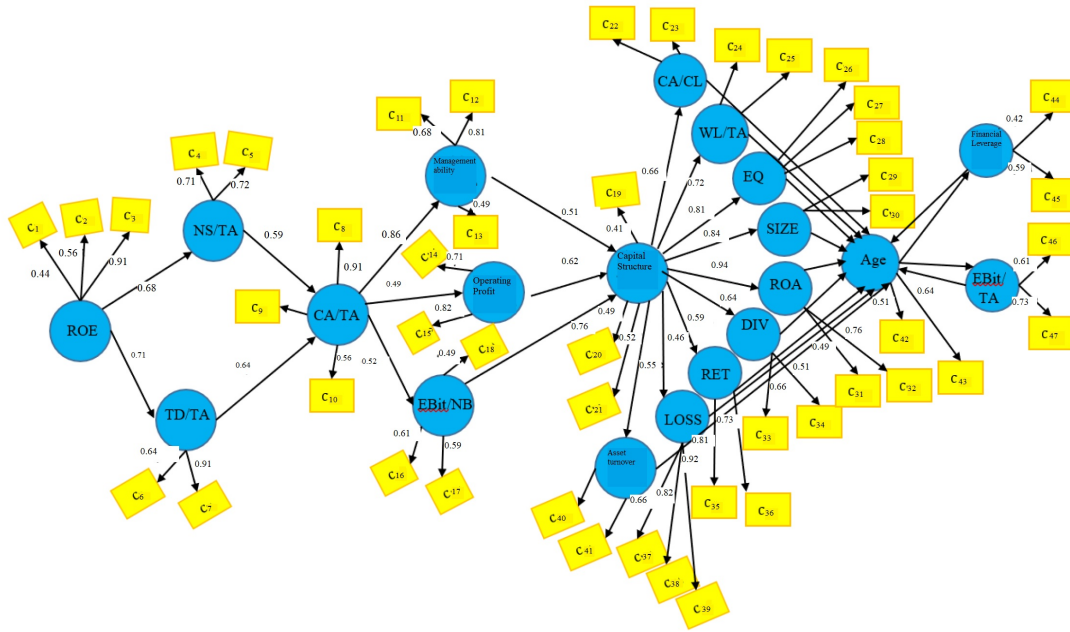 C1
C2
C3
0.44
0.56
0.91
ROE
0.68
0.71
C4
C5
0.71
0.72
NS/TA
0.59
TD/TA
0.64
0.64
0.91
C6
C7
C8
0.91
C9
CA/TA
0.56
C10
0.86
0.49
0.52
C11
C12
0.68
0.81
Management
ability
0.49
C13
C14
0.71
Operating
Profit
0.82
C15
0.49
C18
EBit/NB
0.61
0.59
C16
C17
0.51
0.62
0.76
C19
0.41
Capital
Structure
0.49
0.52
C20
C21
0.66
0.72
0.81
0.84
0.94
0.64
0.59
0.46
0.55
C22
C23
CA/CL
C24
C25
WL/TA
C26
C27
C28
EQ
C29
C30
SIZE
ROA
0.76
0.49
C31
C32
DIV
0.51
0.66
C33
C34
RET
0.73
C35
C36
LOSS
0.81
0.92
0.82
C37
C38
C39
Asset
turnover
0.66
C40
C41
Age
0.51
0.64
C42
C43
Financial
Leverage
0.42
0.59
C44
C45
EBit/
TA
0.61
0.73
C46
C47